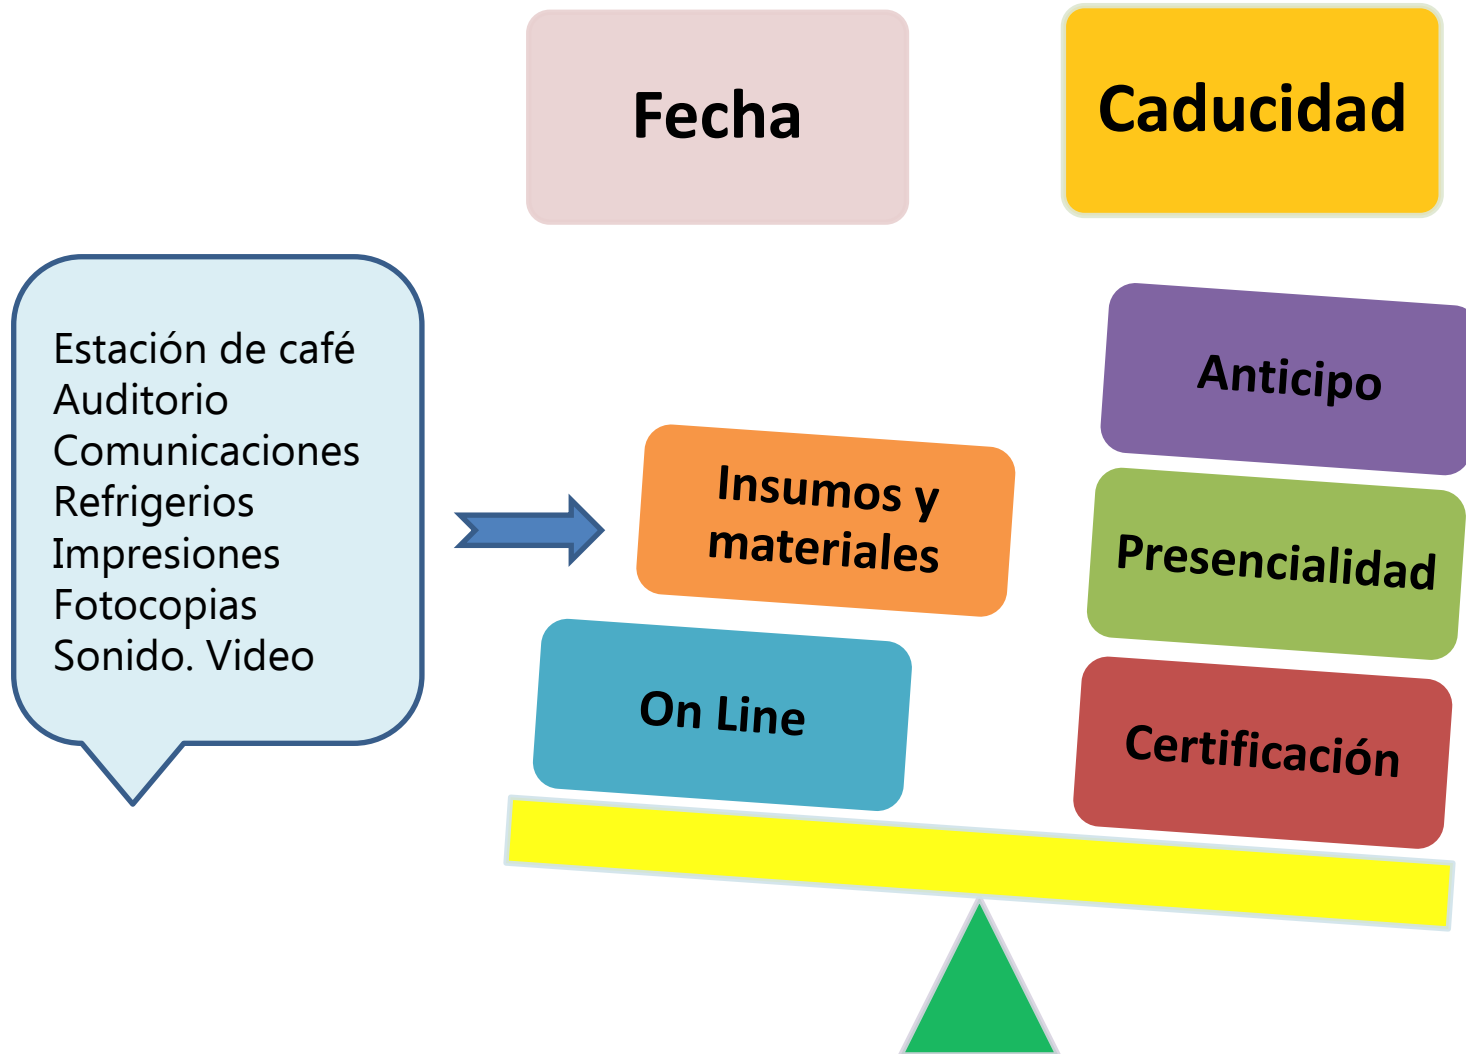 Fecha
Caducidad
Estación de café
Auditorio
Comunicaciones
Refrigerios
Impresiones
Fotocopias
Sonido. Video
Insumos y
materiales
On Line
Anticipo
Presencialidad
Certificación